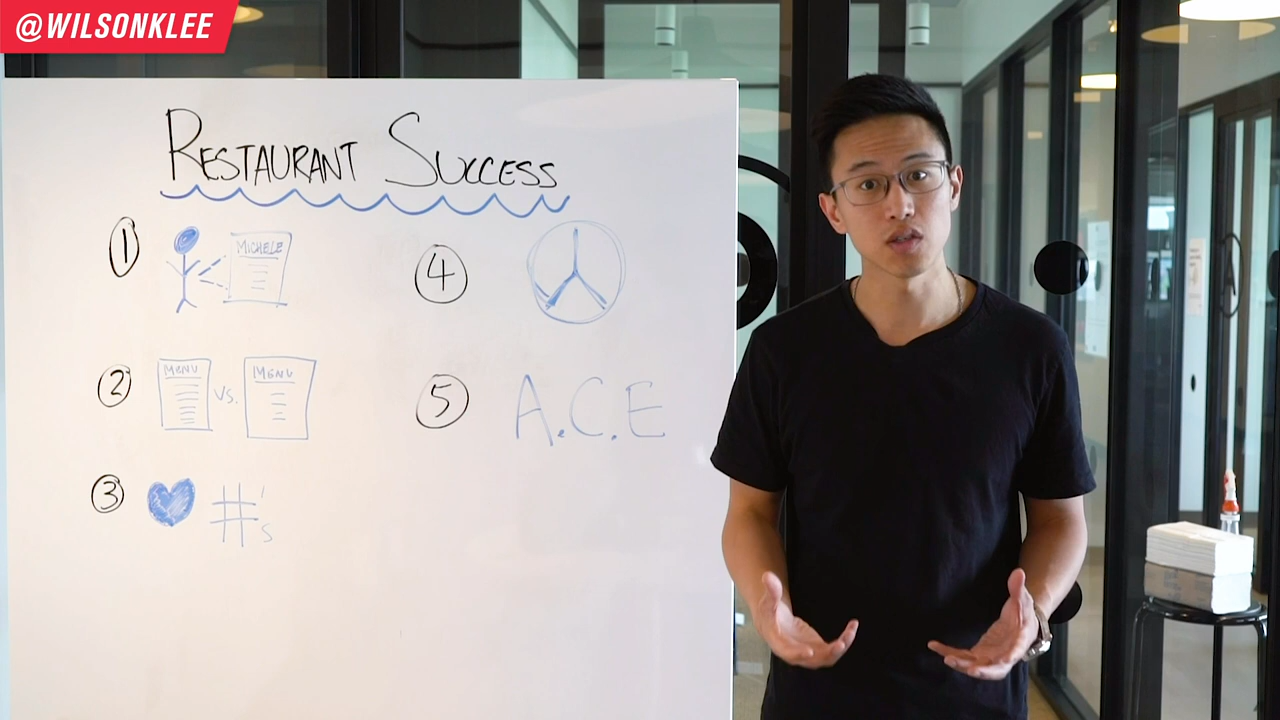 @WILSONKLEE
RESTAURANT SUCCESS
1
MICHELE
2
MENU VS. MENU
3
#'s
4
5 A.C.E